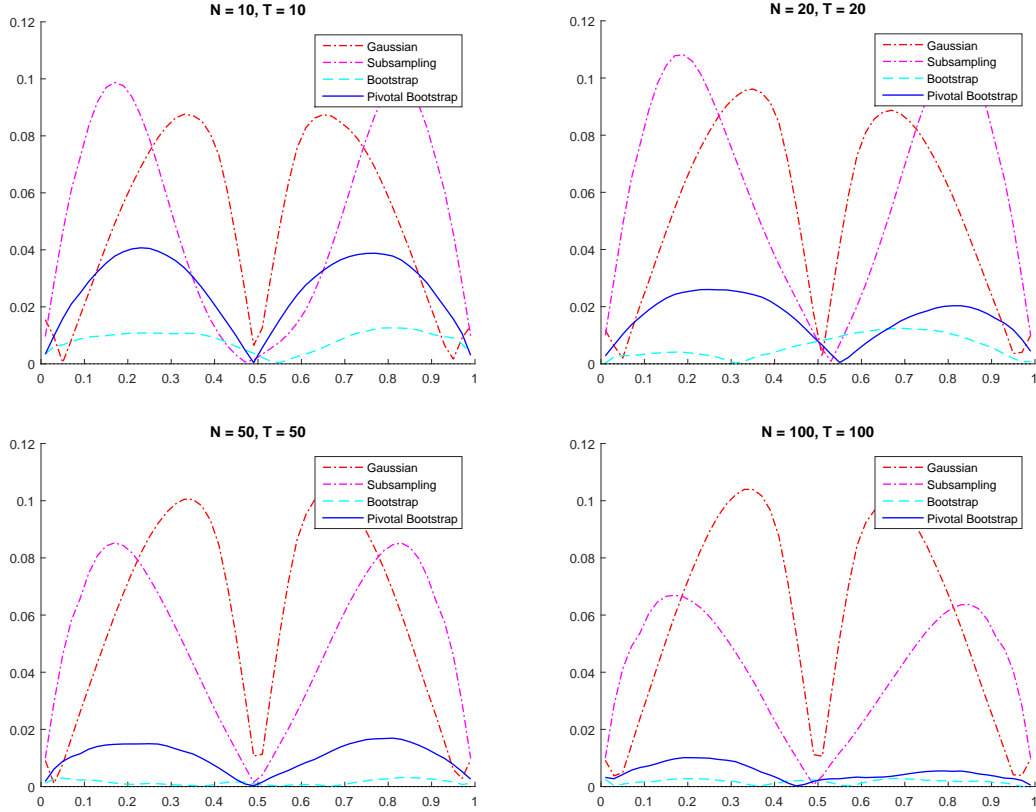 N = 10, T = 10
0.12
0.1
0.08
0.06
0.04
0.02
0
0 0.1 0.2 0.3 0.4 0.5 0.6 0.7 0.8 0.9 1
Gaussian
Subsampling
Bootstrap
Pivotal Bootstrap
N = 20, T = 20
0.12
0.1
0.08
0.06
0.04
0.02
0
0 0.1 0.2 0.3 0.4 0.5 0.6 0.7 0.8 0.9 1
Gaussian
Subsampling
Bootstrap
Pivotal Bootstrap
N = 50, T = 50
0.12
0.1
0.08
0.06
0.04
0.02
0
0 0.1 0.2 0.3 0.4 0.5 0.6 0.7 0.8 0.9 1
Gaussian
Subsampling
Bootstrap
Pivotal Bootstrap
N = 100, T = 100
0.12
0.1
0.08
0.06
0.04
0.02
0
0 0.1 0.2 0.3 0.4 0.5 0.6 0.7 0.8 0.9 1
Gaussian
Subsampling
Bootstrap
Pivotal Bootstrap